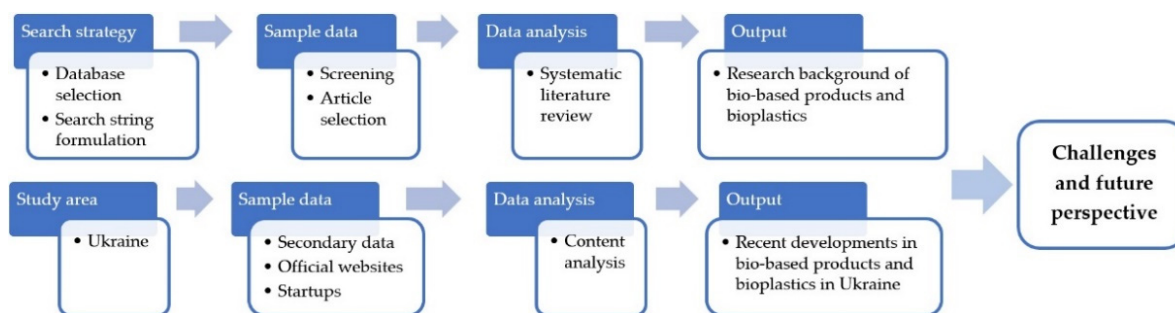 Search strategy
• Database
selection
• Search string
formulation
Sample data
• Screening
• Article
selection
Data analysis
• Systematic
literature
review
Output
• Research background of
bio-based products and
bioplastics
Study area
• Ukraine
Sample data
• Secondary data
• Official websites
• Startups
Data analysis
• Content
analysis
Output
• Recent developments in
bio-based products and
bioplastics in Ukraine
Challenges
and future
perspective